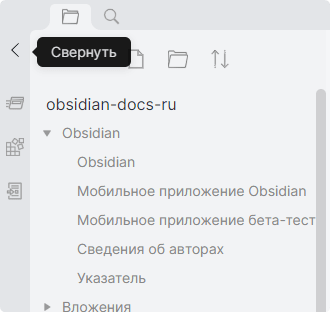 Свернуть
obsidian-docs-ru
Obsidian
Obsidian
Мобильное приложение Obsidian
Мобильное приложение бета-тест
Сведения об авторах
Указатель
Вложения